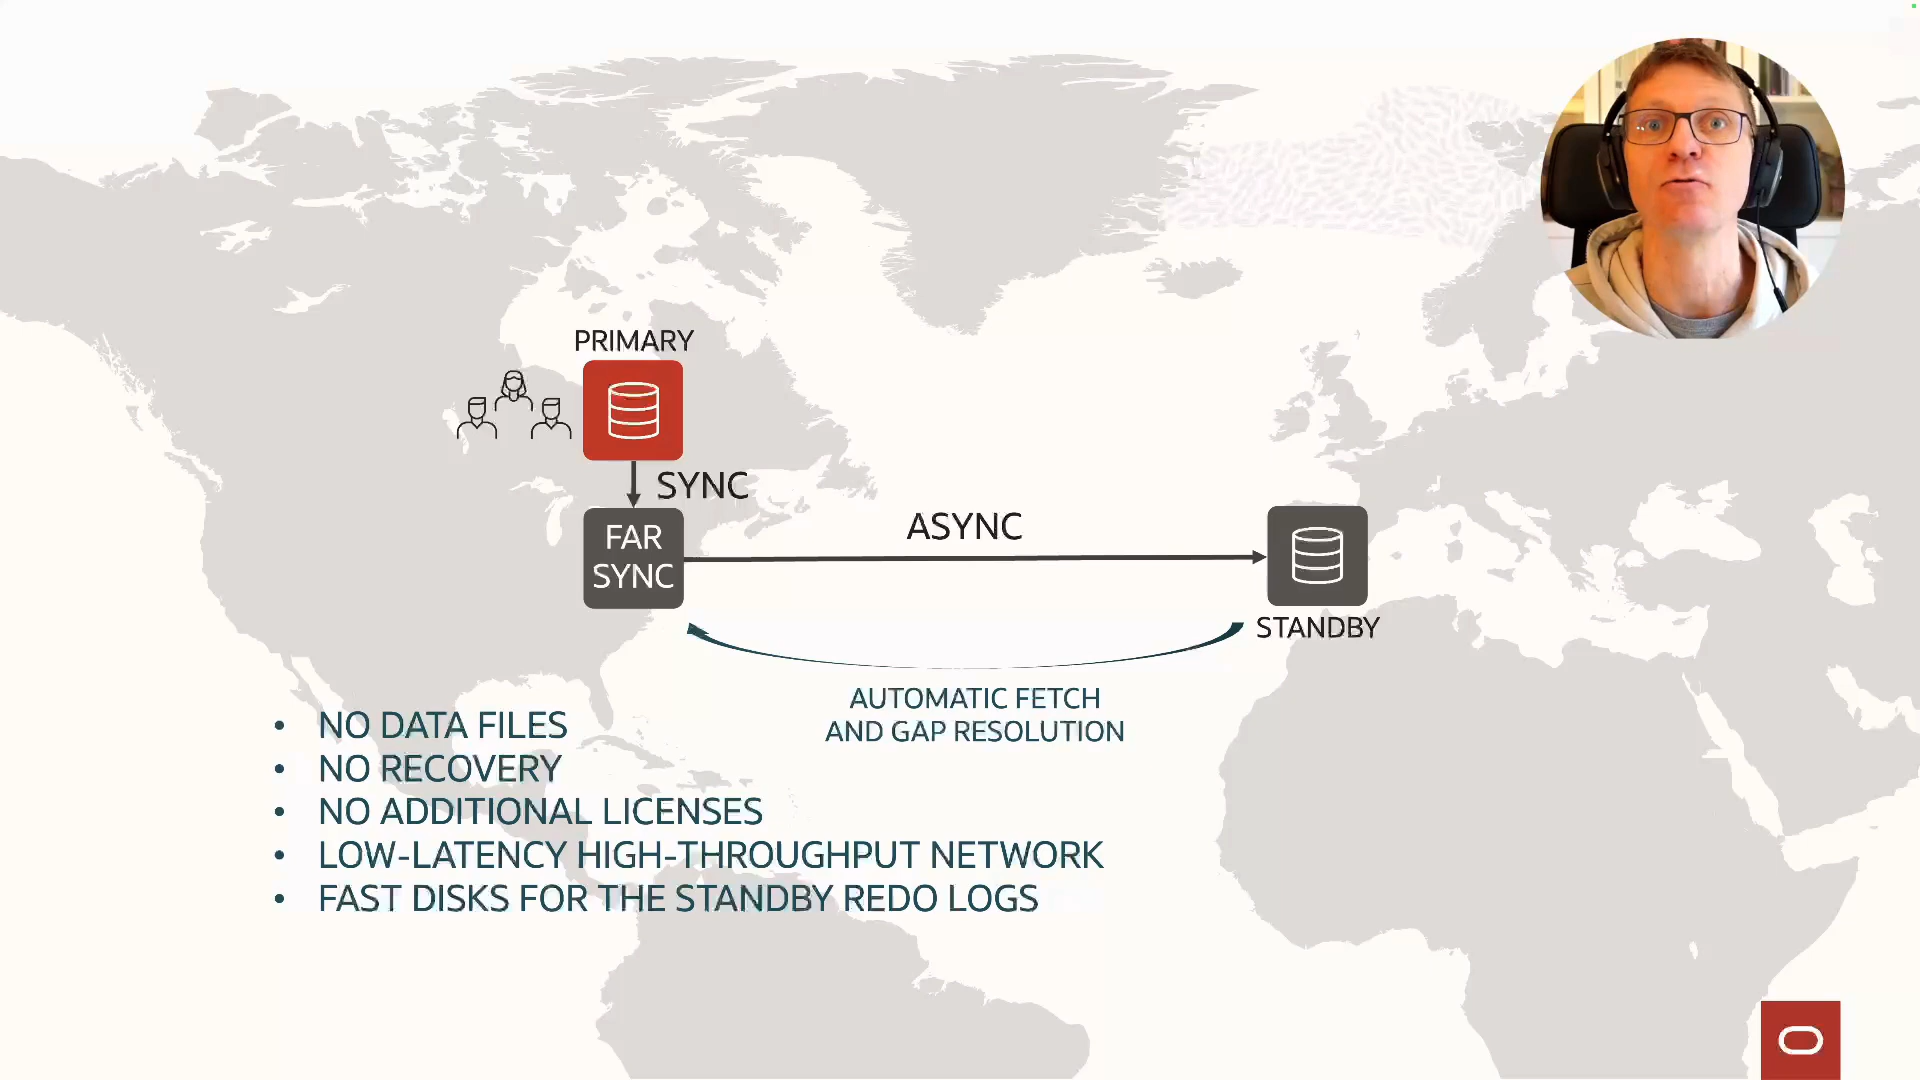 PRIMARY
SYNC
FAR
SYNC
ASYNC
STANDBY
AUTOMATIC FETCH
AND GAP RESOLUTION
• NO DATA FILES
• NO RECOVERY
• NO ADDITIONAL LICENSES
• LOW-LATENCY HIGH-THROUGHPUT NETWORK
• FAST DISKS FOR THE STANDBY REDO LOGS